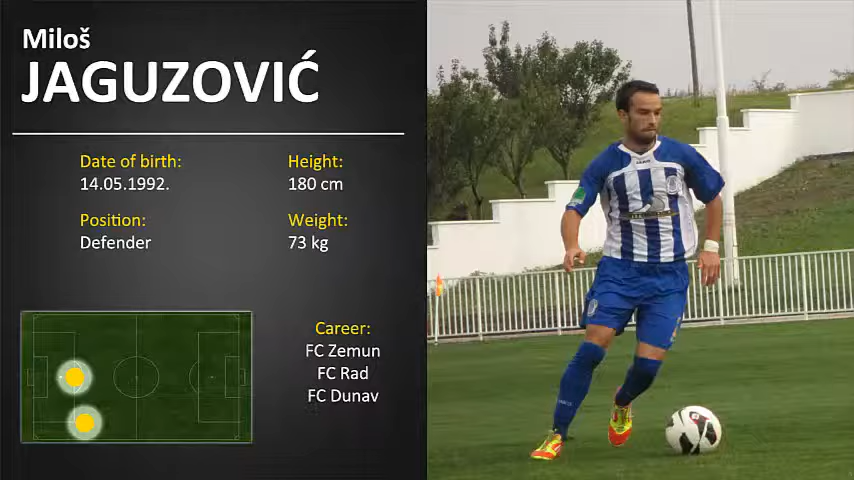 Miloš
JAGUZOVIĆ
Date of birth:
14.05.1992.
Height:
180 cm
Position:
Defender
Weight:
73 kg
Career:
FC Zemun
FC Rad
FC Dunav